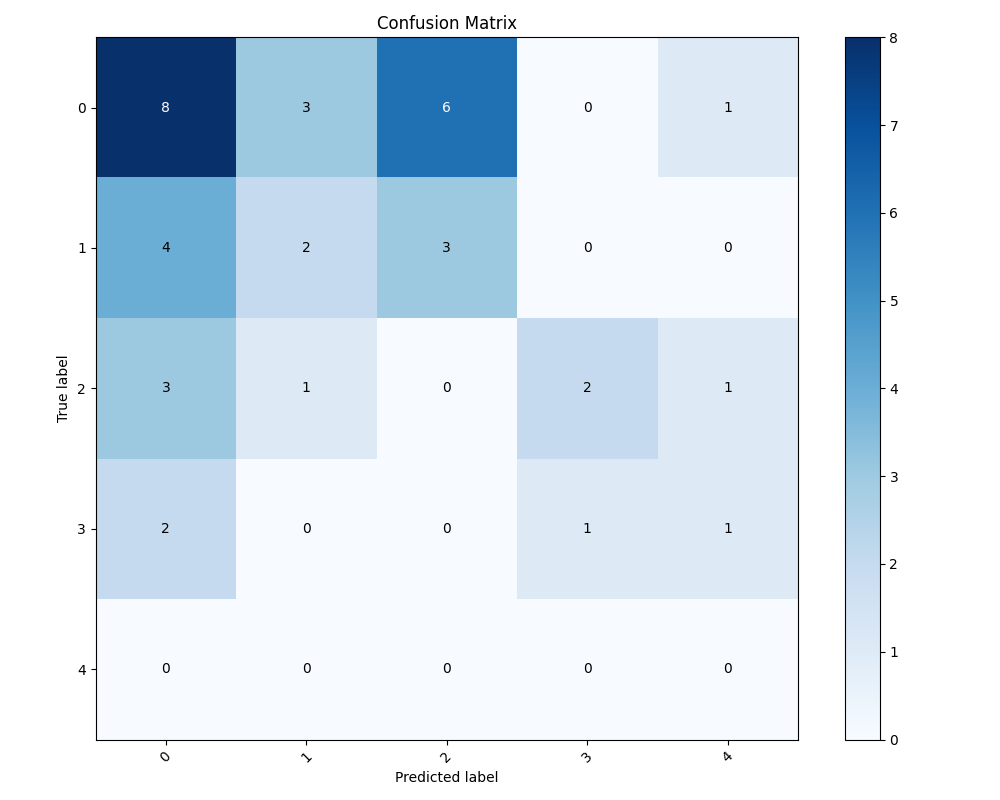 Confusion Matrix
0 8 3 6 0 1
1 4 2 3 0 0
2 3 1 0 2 1
3 2 0 0 1 1
4 0 0 0 0 0
0 1 2 3 4
True label
Predicted label
8
7
6
5
4
3
2
1
0